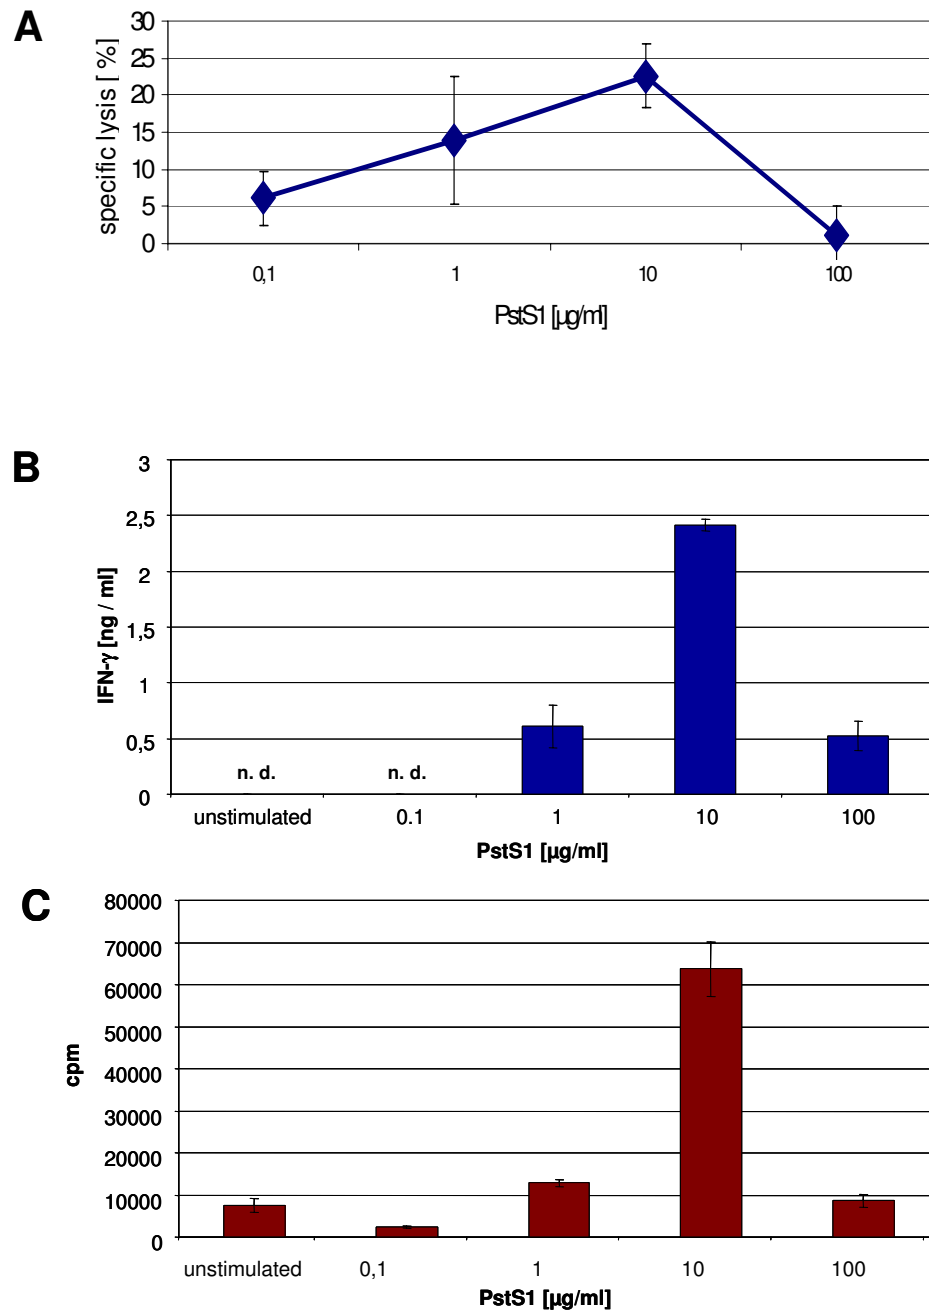 A
specific lysis [ %]
30
25
20
15
10
5
0
0,1 1 10 100
PstS1 [µg/ml]
B
IFN-γ [ng / ml]
3
2,5
2
1,5
1
0,5
0
n. d. n. d.
unstimulated 0.1 1 10 100
PstS1 [µg/ml]
C
cpm
80000
70000
60000
50000
40000
30000
20000
10000
0
unstimulated 0,1 1 10 100
PstS1 [µg/ml]